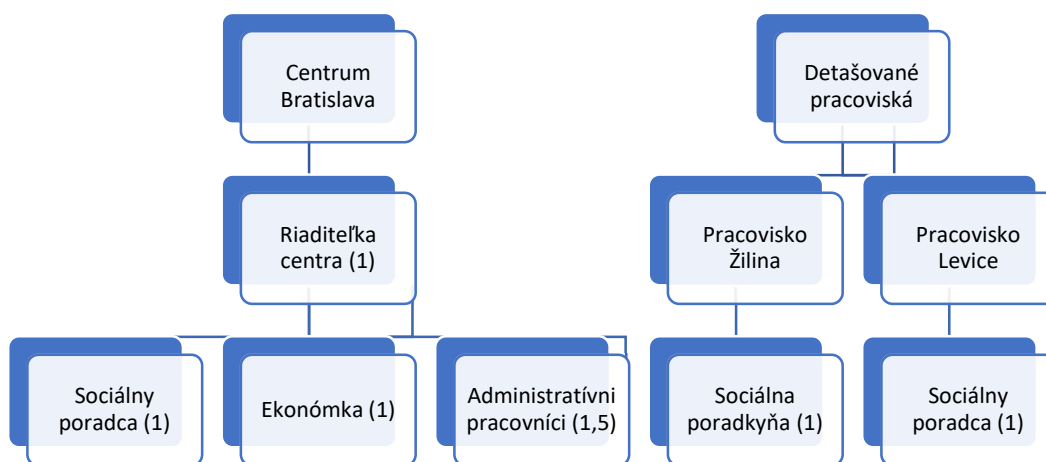 Centrum
Bratislava
Detašované
pracoviská
Riaditeľka
centra (1)
Pracovisko
Žilina
Pracovisko
Levice
Sociálny
poradca (1)
Ekonómka (1)
Administratívni
pracovníci (1,5)
Sociálna
poradkyňa (1)
Sociálny
poradca (1)